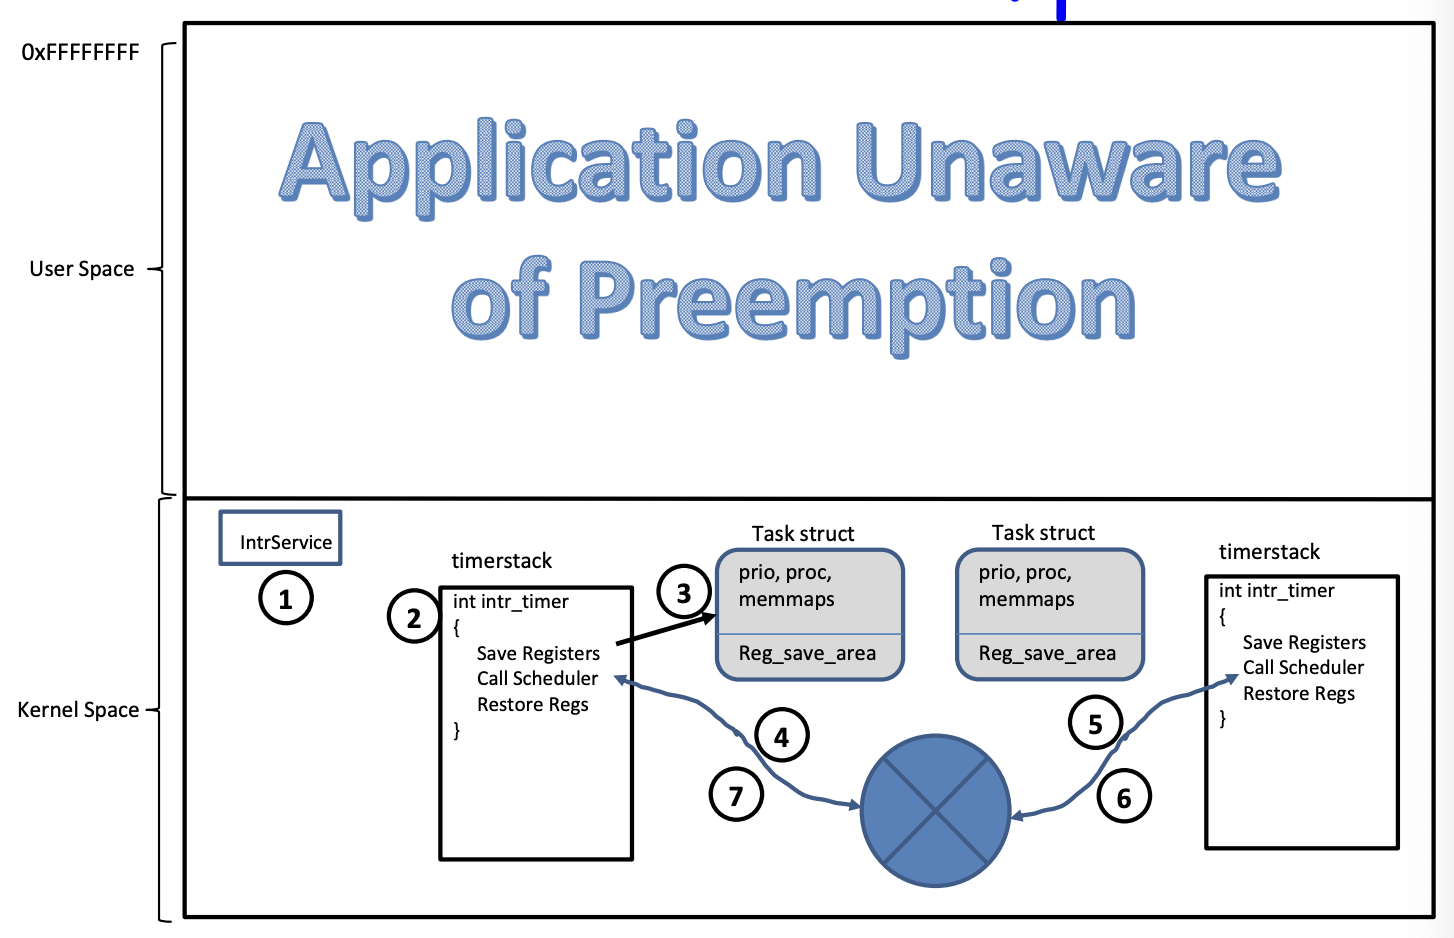 0xFFFFFFFF
Application Unaware
of Preemption
User Space
IntrService
1
timerstack
2
int intr_timer
{
Save Registers
Call Scheduler
Restore Regs
}
3
Task struct
prio, proc,
memmaps
Reg_save_area
Task struct
prio, proc,
memmaps
Reg_save_area
timerstack
int intr_timer
{
Save Registers
Call Scheduler
Restore Regs
}
Kernel Space
4
7
5
6